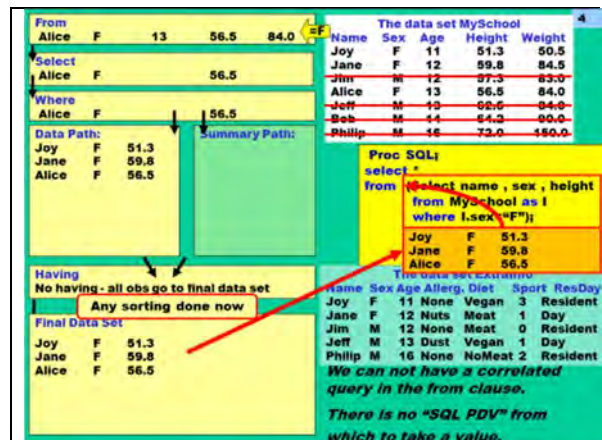 4
From
Alice F 13 56.5 84.0
=F
Select
Alice F 56.5
Where
Alice F 56.5
Data Path:
Joy F 51.3
Jane F 59.8
Alice F 56.5
Summary Path:
Having
No having - all obs go to final data set
Any sorting done now
Final Data Set
Joy F 51.3
Jane F 59.8
Alice F 56.5
The data set MySchool
Name Sex Age Height Weight
Joy F 11 51.3 50.5
Jane F 12 59.8 84.5
Jim M 12 57.3 83.0
Alice F 13 56.5 84.0
Jeff M 13 62.5 84.0
Bob M 14 64.2 90.0
Philip M 16 72.0 150.0
Proc SQL;
select *
from (Select name , sex , height
from MySchool as I
where I.sex "F");
Joy F 51.3
Jane F 59.8
Alice F 56.5
The data set ExtraInfo
Name Sex Age Allerg. Diet Sport ResDay
Joy F 11 None Vegan 3 Resident
Jane F 12 Nuts Meat 1 Day
Jim M 12 None Meat 0 Resident
Jeff M 13 Dust Vegan 1 Day
Philip M 16 None NoMeat 2 Resident
We can not have a correlated
query in the from clause.
There is no “SQL PDV” from
which to take a value.